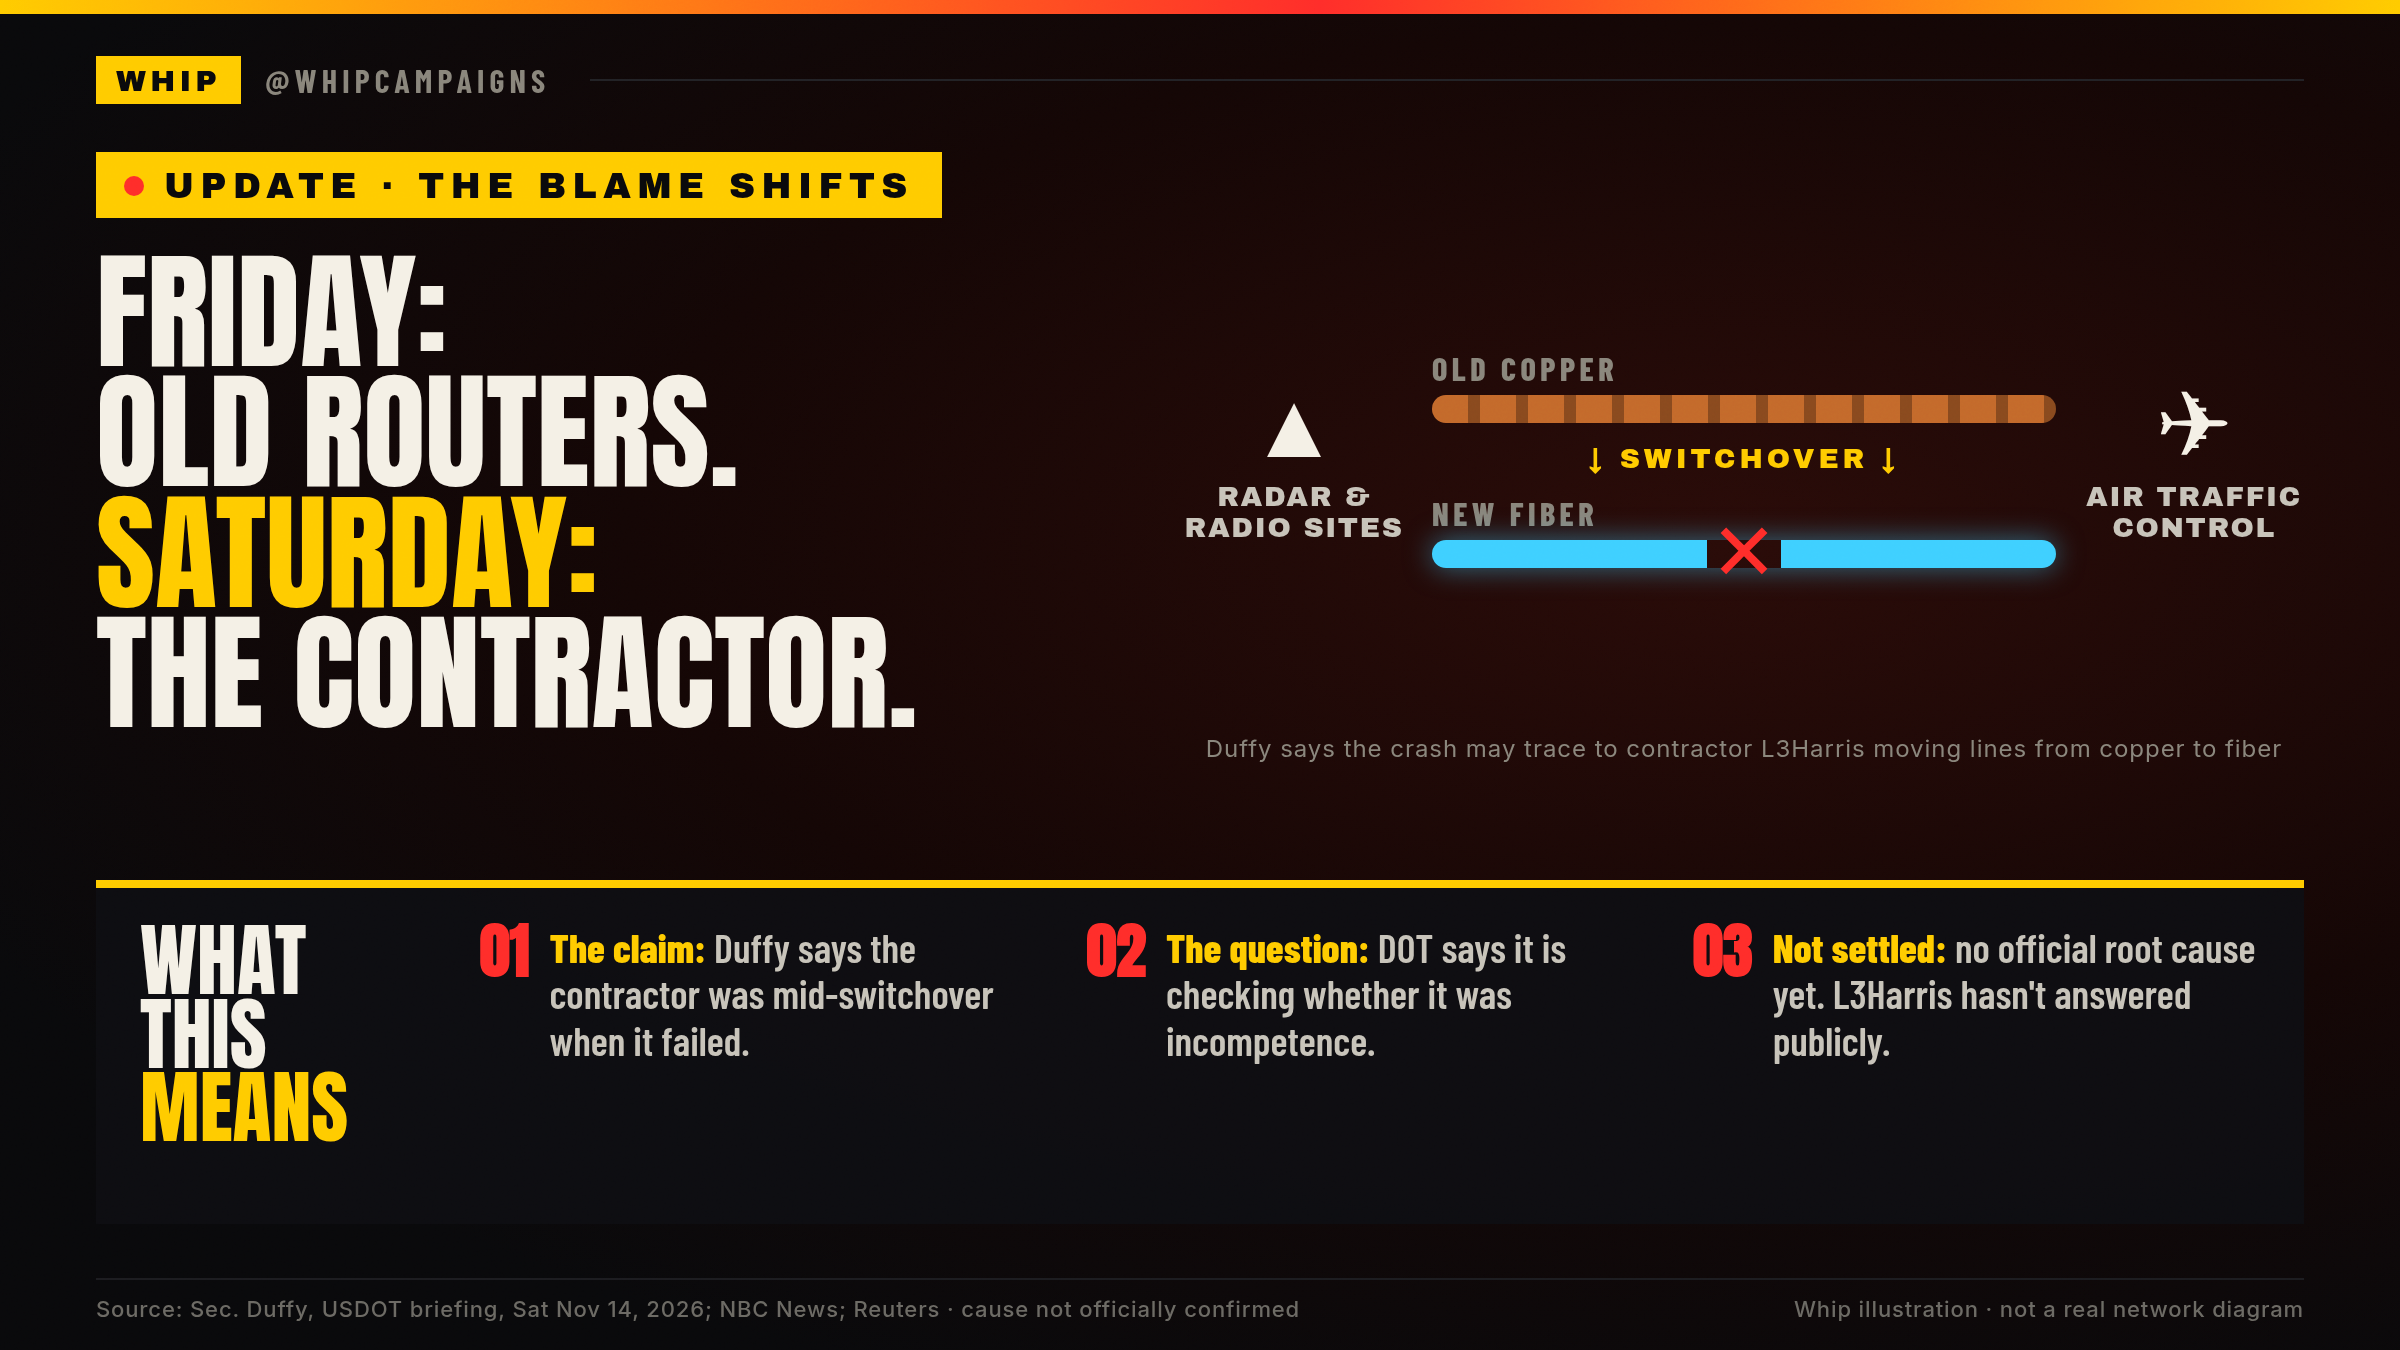 WHIP @WHIPCAMPAIGNS
UPDATE · THE BLAME SHIFTS
FRIDAY:
OLD ROUTERS.
SATURDAY:
THE CONTRACTOR.
RADAR &
RADIO SITES
OLD COPPER
↓ SWITCHOVER ↓
NEW FIBER
AIR TRAFFIC
CONTROL
Duffy says the crash may trace to contractor L3Harris moving lines from copper to fiber
WHAT
THIS
MEANS
01 The claim: Duffy says the
contractor was mid-switchover
when it failed.
02 The question: DOT says it is
checking whether it was
incompetence.
03 Not settled: no official root cause
yet. L3Harris hasn't answered
publicly.
Source: Sec. Duffy, USDOT briefing, Sat Nov 14, 2026; NBC News; Reuters · cause not officially confirmed
Whip illustration · not a real network diagram